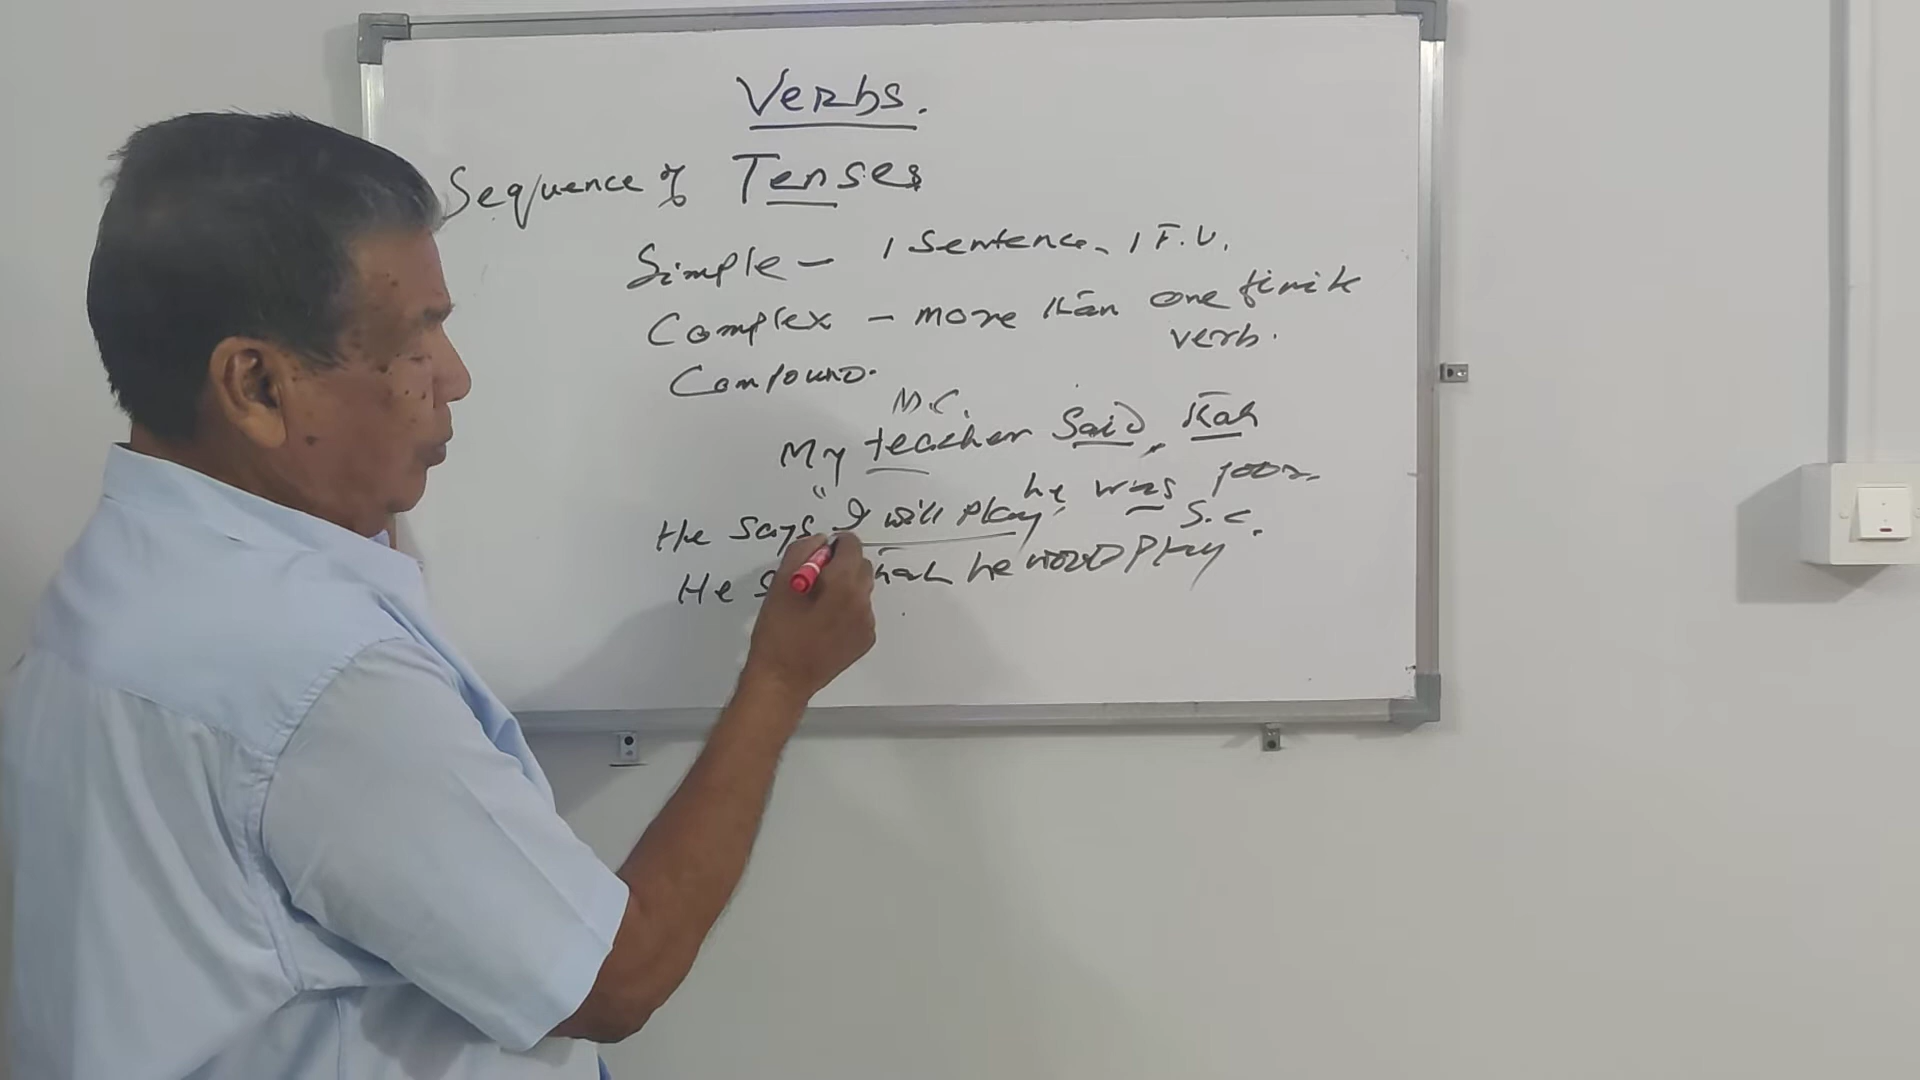 Verbs.
Sequence of Tenses
Simple - 1 Sentence, 1 F.V.
Complex - more than one finite
verb.
Compound.
M.C.
My teacher said, that
he was poor.
S.C.
He says, "I will play"
He that he would play